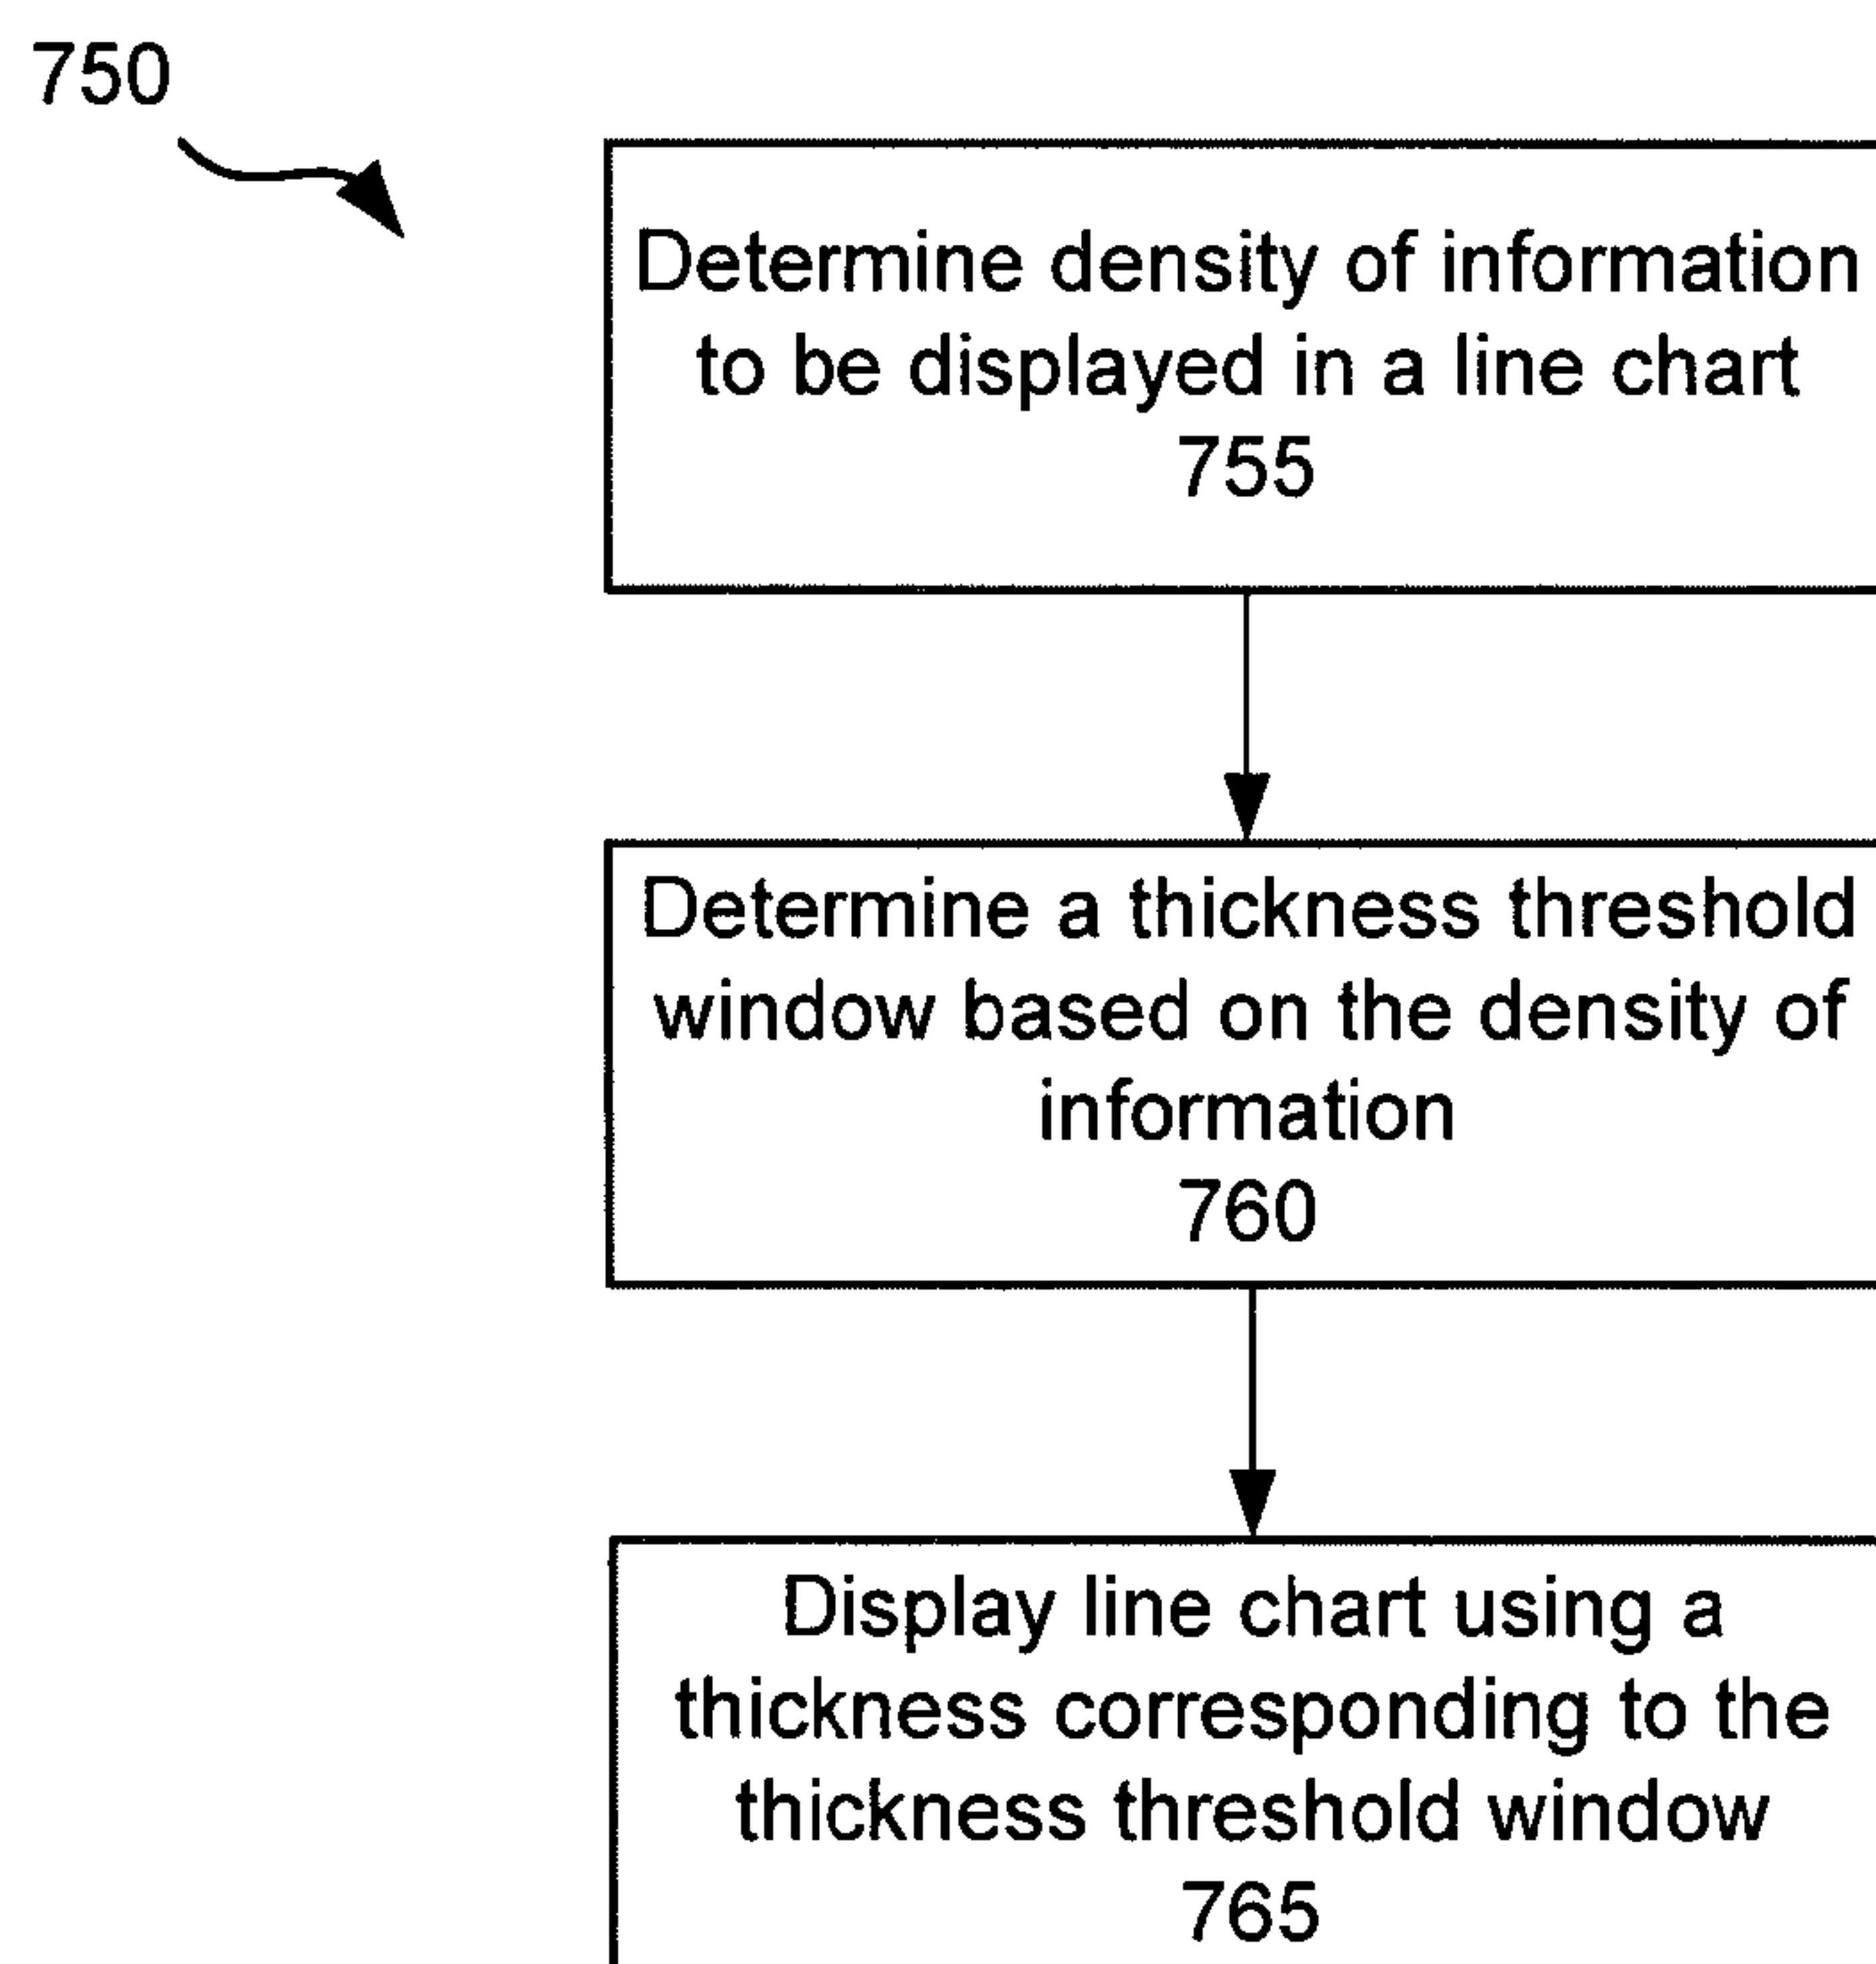 750
Determine density of information
to be displayed in a line chart
755
Determine a thickness threshold
window based on the density of
information
760
Display line chart using a
thickness corresponding to the
thickness threshold window
765